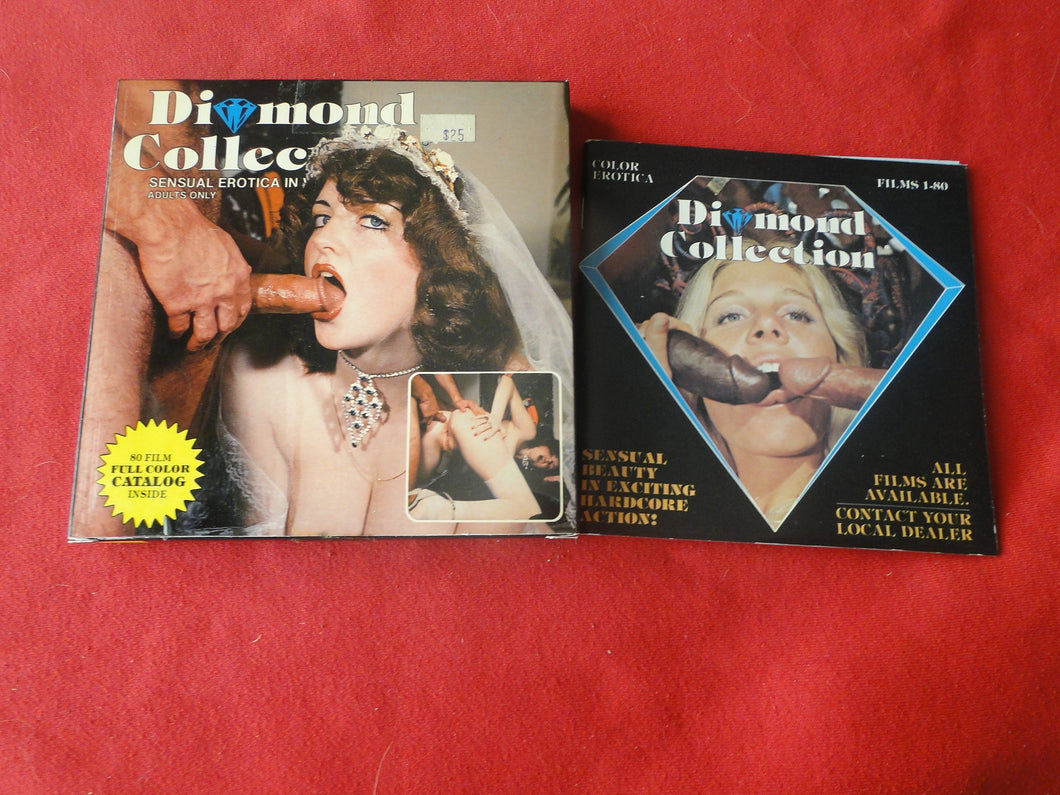 Diamond
Collec
$25
SENSUAL EROTICA IN
ADULTS ONLY
80 FILM
FULL COLOR
CATALOG
INSIDE
COLOR
EROTICA
FILMS 1-80
Diamond
Collection
SENSUAL
BEAUTY
IN EXCITING
HARDCORE
ACTION!
ALL
FILMS ARE
AVAILABLE.
CONTACT YOUR
LOCAL DEALER